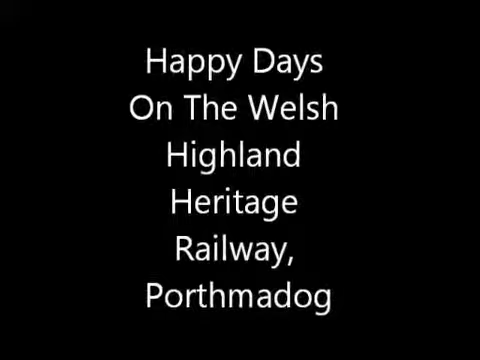 Happy Days
On The Welsh
Highland
Heritage
Railway,
Porthmadog